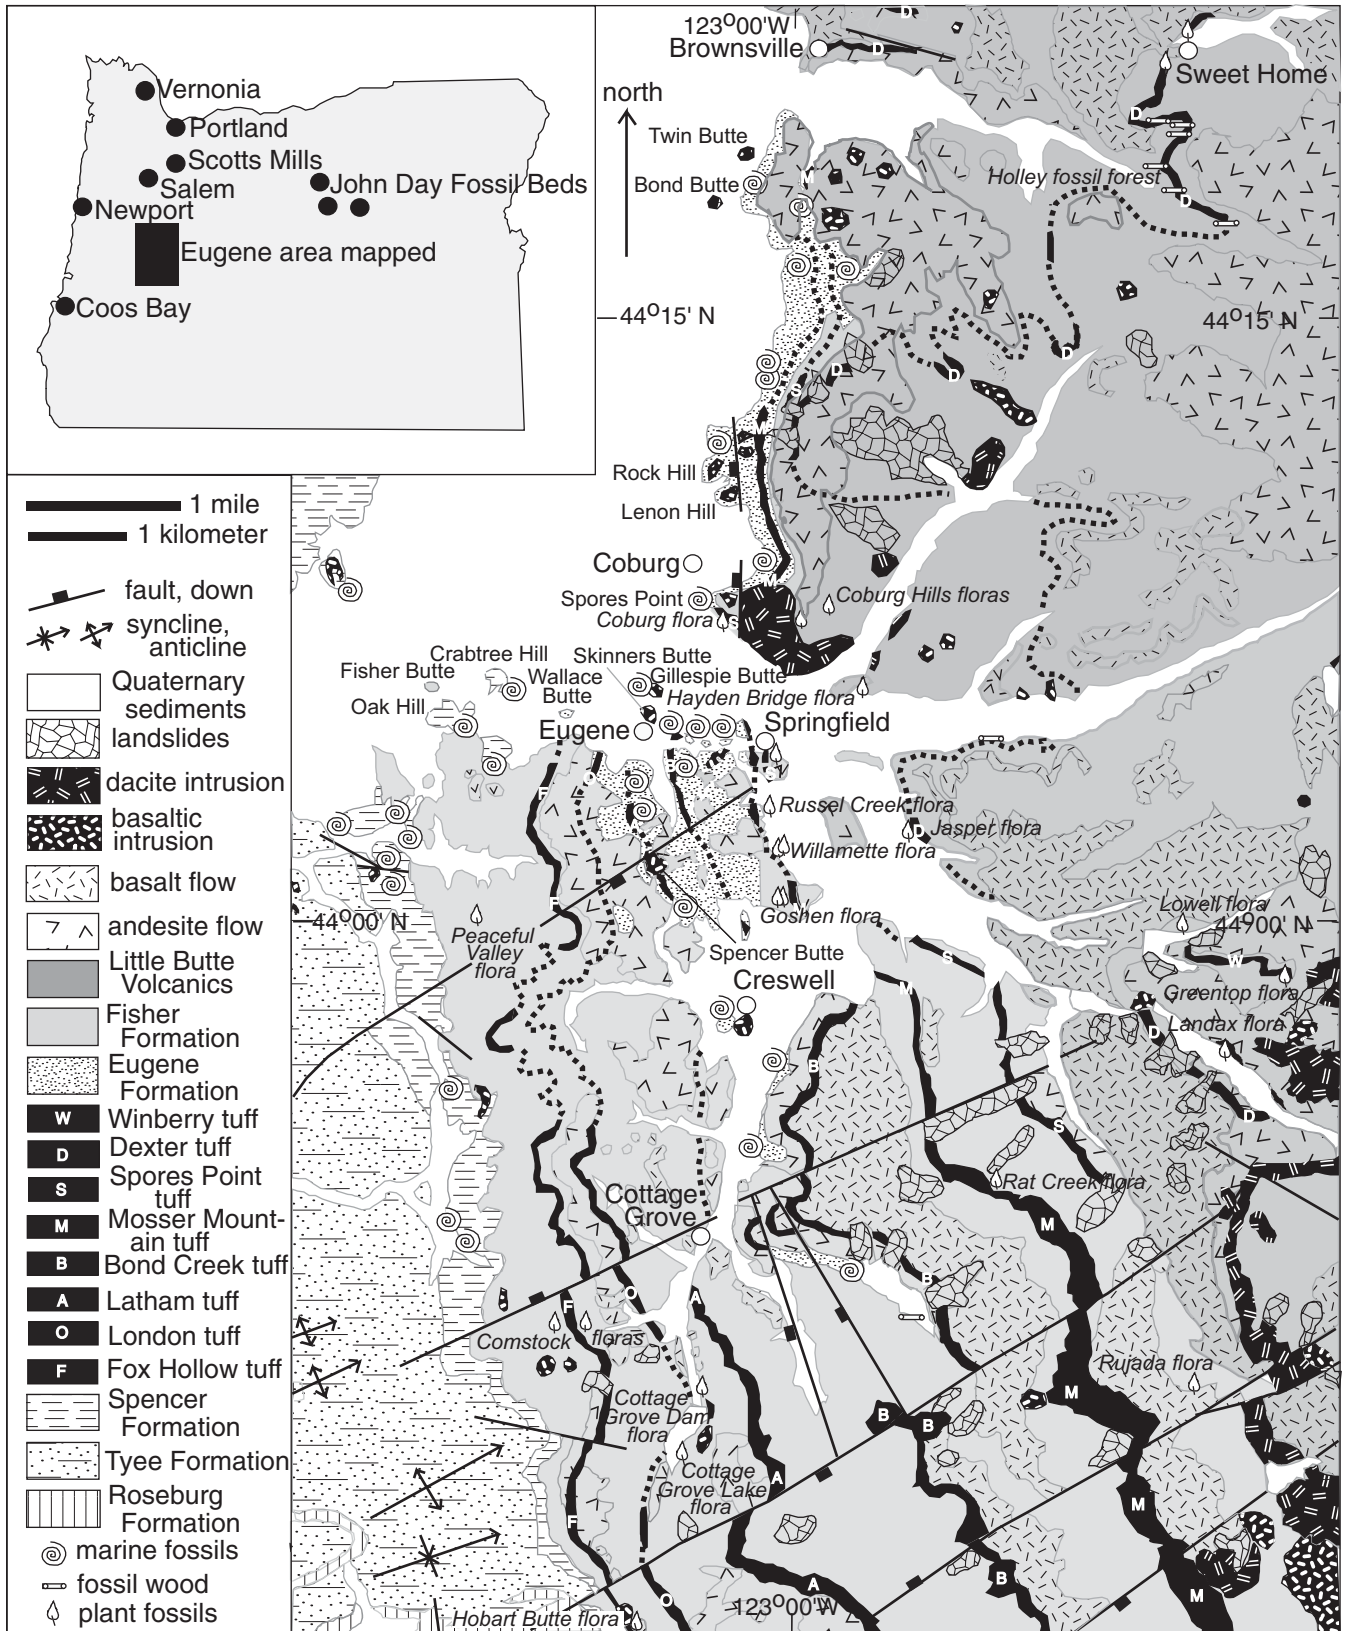 Vernonia
Portland
Scotts Mills
Salem
John Day Fossil Beds
Newport
Eugene area mapped
Coos Bay
123°00'W
Brownsville
D
D
Sweet Home
north
Twin Butte
Bond Butte
M
D
Holley fossil forest
D
44°15' N
44°15' N
D
D
D
S
M
Rock Hill
Lenon Hill
Coburg
M
Spores Point
Coburg flora
S
Coburg Hills floras
Crabtree Hill
Skinners Butte
Fisher Butte
Wallace
Butte
Gillespie Butte
Hayden Bridge flora
Oak Hill
Eugene
Springfield
F
O
Russel Creek flora
D
Jasper flora
Willamette flora
F
Goshen flora
Lowell flora
44°00' N
44°00' N
Peaceful
Valley
flora
Spencer Butte
S
W
Creswell
M
Greentop flora
D
Landax flora
B
D
S
Rat Creek flora
Cottage
Grove
M
B
O
F
A
Comstock
floras
Rujada flora
M
Cottage
Grove Dam
flora
B
B
Cottage
Grove Lake
flora
A
M
F
B
A
M
O
123°00'W
Hobart Butte flora
1 mile
1 kilometer
fault, down
syncline,
anticline
Quaternary
sediments
landslides
dacite intrusion
basaltic
intrusion
basalt flow
andesite flow
Little Butte
Volcanics
Fisher
Formation
Eugene
Formation
W Winberry tuff
D Dexter tuff
S Spores Point
tuff
M Mosser Mount-
ain tuff
B Bond Creek tuff
A Latham tuff
O London tuff
F Fox Hollow tuff
Spencer
Formation
Tyee Formation
Roseburg
Formation
marine fossils
fossil wood
plant fossils